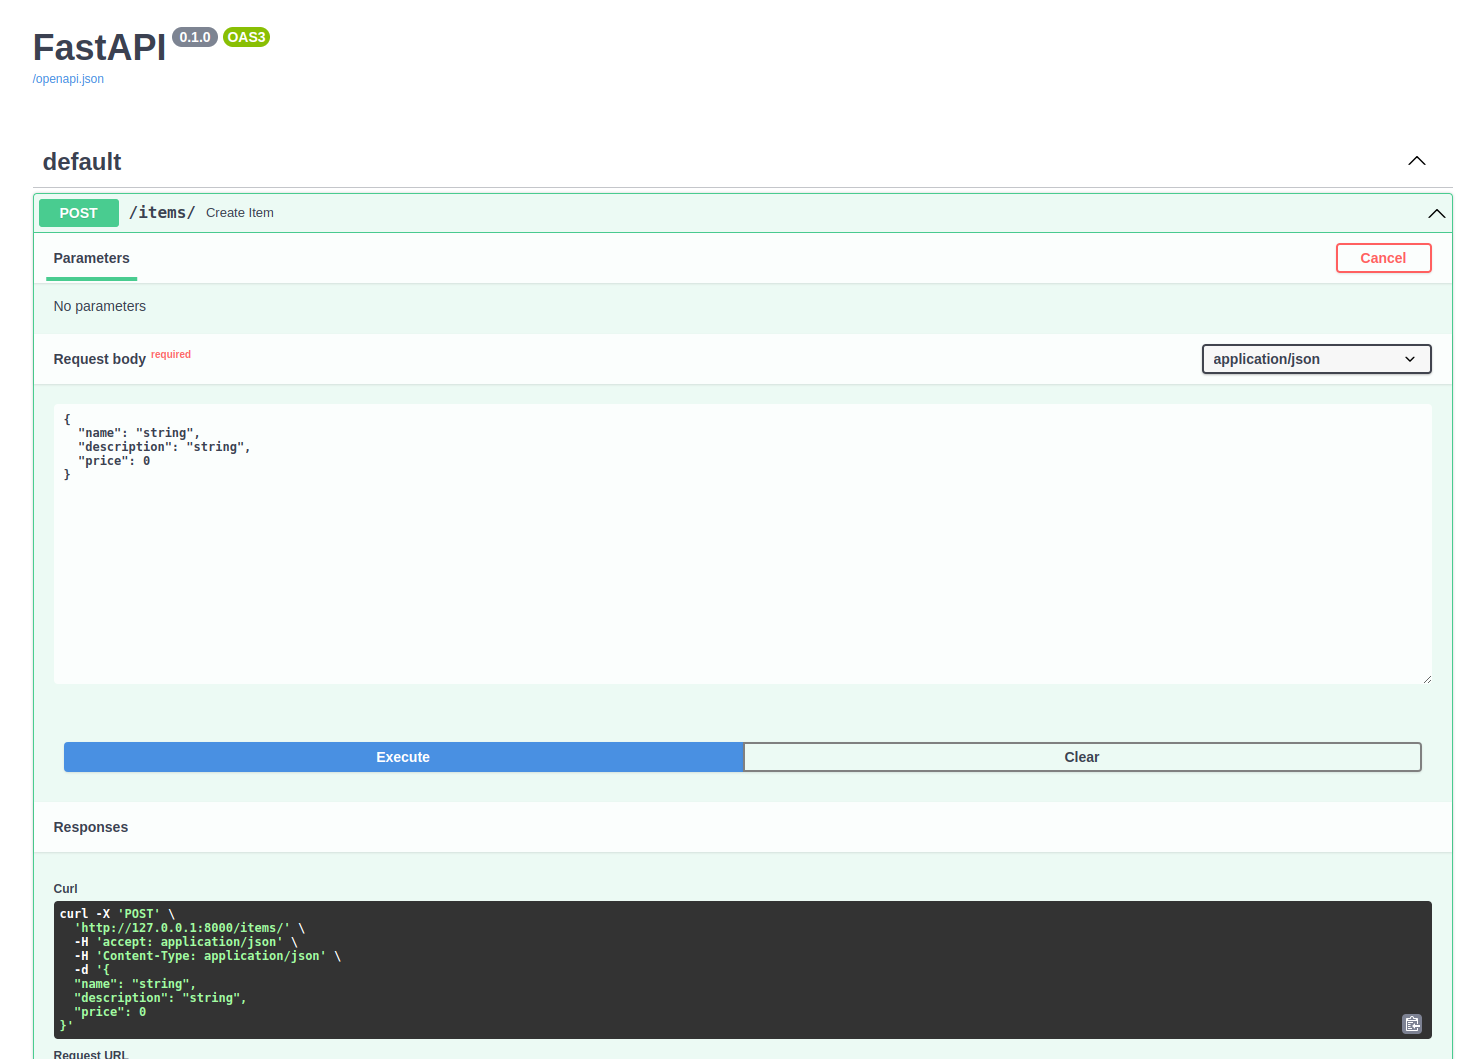 FastAPI 0.1.0 OAS3
/openapi.json
default
POST /items/ Create Item
Parameters Cancel
No parameters
Request body required application/json
{
  "name": "string",
  "description": "string",
  "price": 0
}
Execute Clear
Responses
Curl
curl -X 'POST' \
  'http://127.0.0.1:8000/items/' \
  -H 'accept: application/json' \
  -H 'Content-Type: application/json' \
  -d '{
  "name": "string",
  "description": "string",
  "price": 0
}'
Request URL